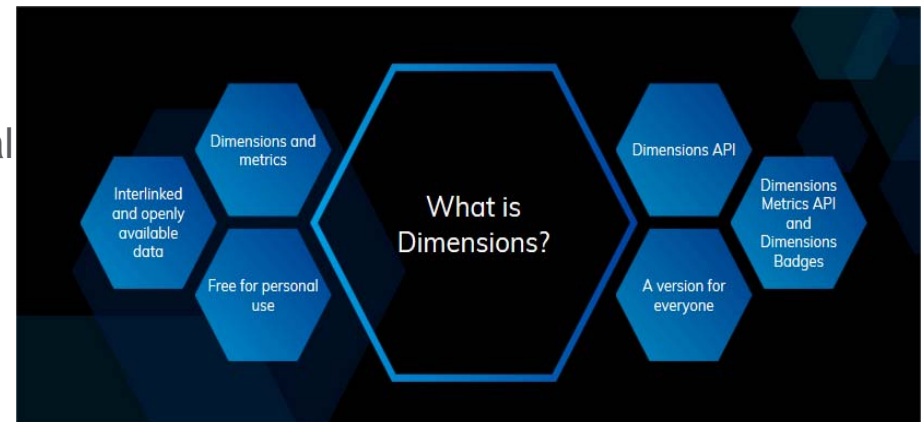 al
Dimensions and
metrics
Interlinked
and openly
available
data
Free for personal
use
What is
Dimensions?
Dimensions API
Dimensions
Metrics API
and
Dimensions
Badges
A version for
everyone